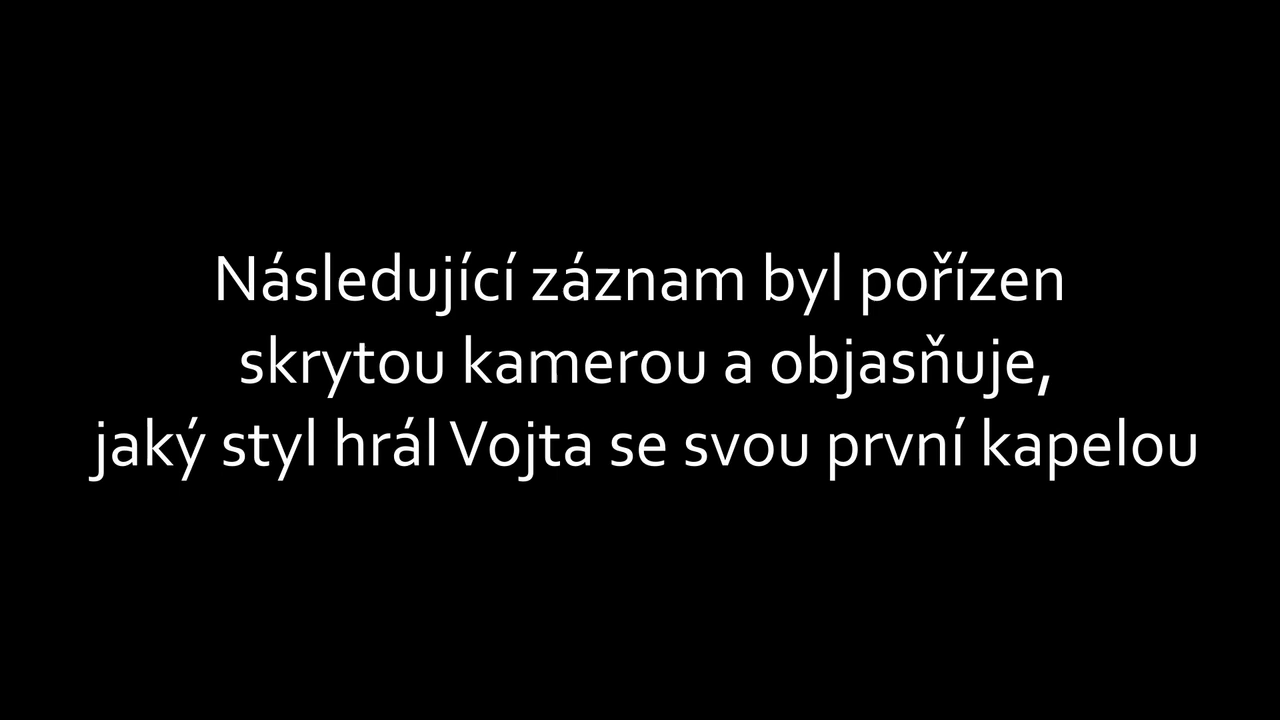 Následující záznam byl pořízen
skrytou kamerou a objasňuje,
jaký styl hrál Vojta se svou první kapelou